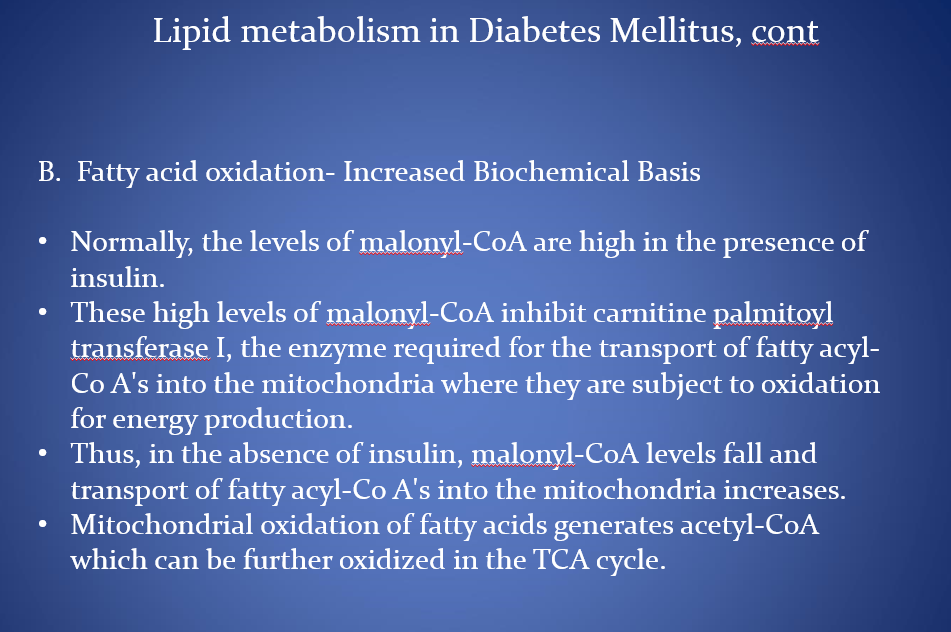 Lipid metabolism in Diabetes Mellitus, cont
B. Fatty acid oxidation- Increased Biochemical Basis
• Normally, the levels of malonyl-CoA are high in the presence of
insulin.
• These high levels of malonyl-CoA inhibit carnitine palmitoyl
transferase I, the enzyme required for the transport of fatty acyl-
Co A's into the mitochondria where they are subject to oxidation
for energy production.
• Thus, in the absence of insulin, malonyl-CoA levels fall and
transport of fatty acyl-Co A's into the mitochondria increases.
• Mitochondrial oxidation of fatty acids generates acetyl-CoA
which can be further oxidized in the TCA cycle.